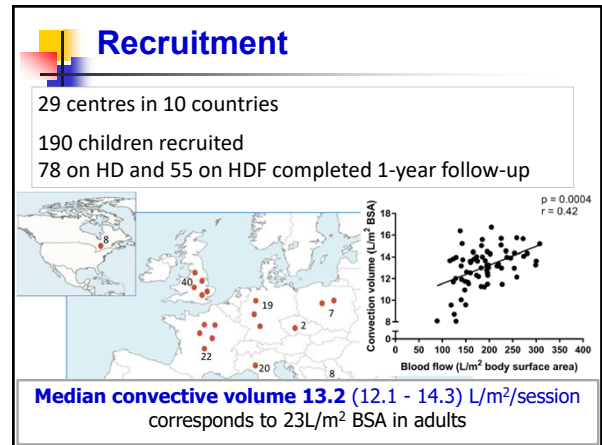 Recruitment
29 centres in 10 countries
190 children recruited
78 on HD and 55 on HDF completed 1-year follow-up
8
40
19
7
2
22
20
8
p = 0.0004
r = 0.42
Convection volume (L/m² BSA)
18
16
14
12
10
8
0
0 50 100 150 200 250 300 350 400
Blood flow (L/m² body surface area)
Median convective volume 13.2 (12.1 - 14.3) L/m²/session
corresponds to 23L/m² BSA in adults